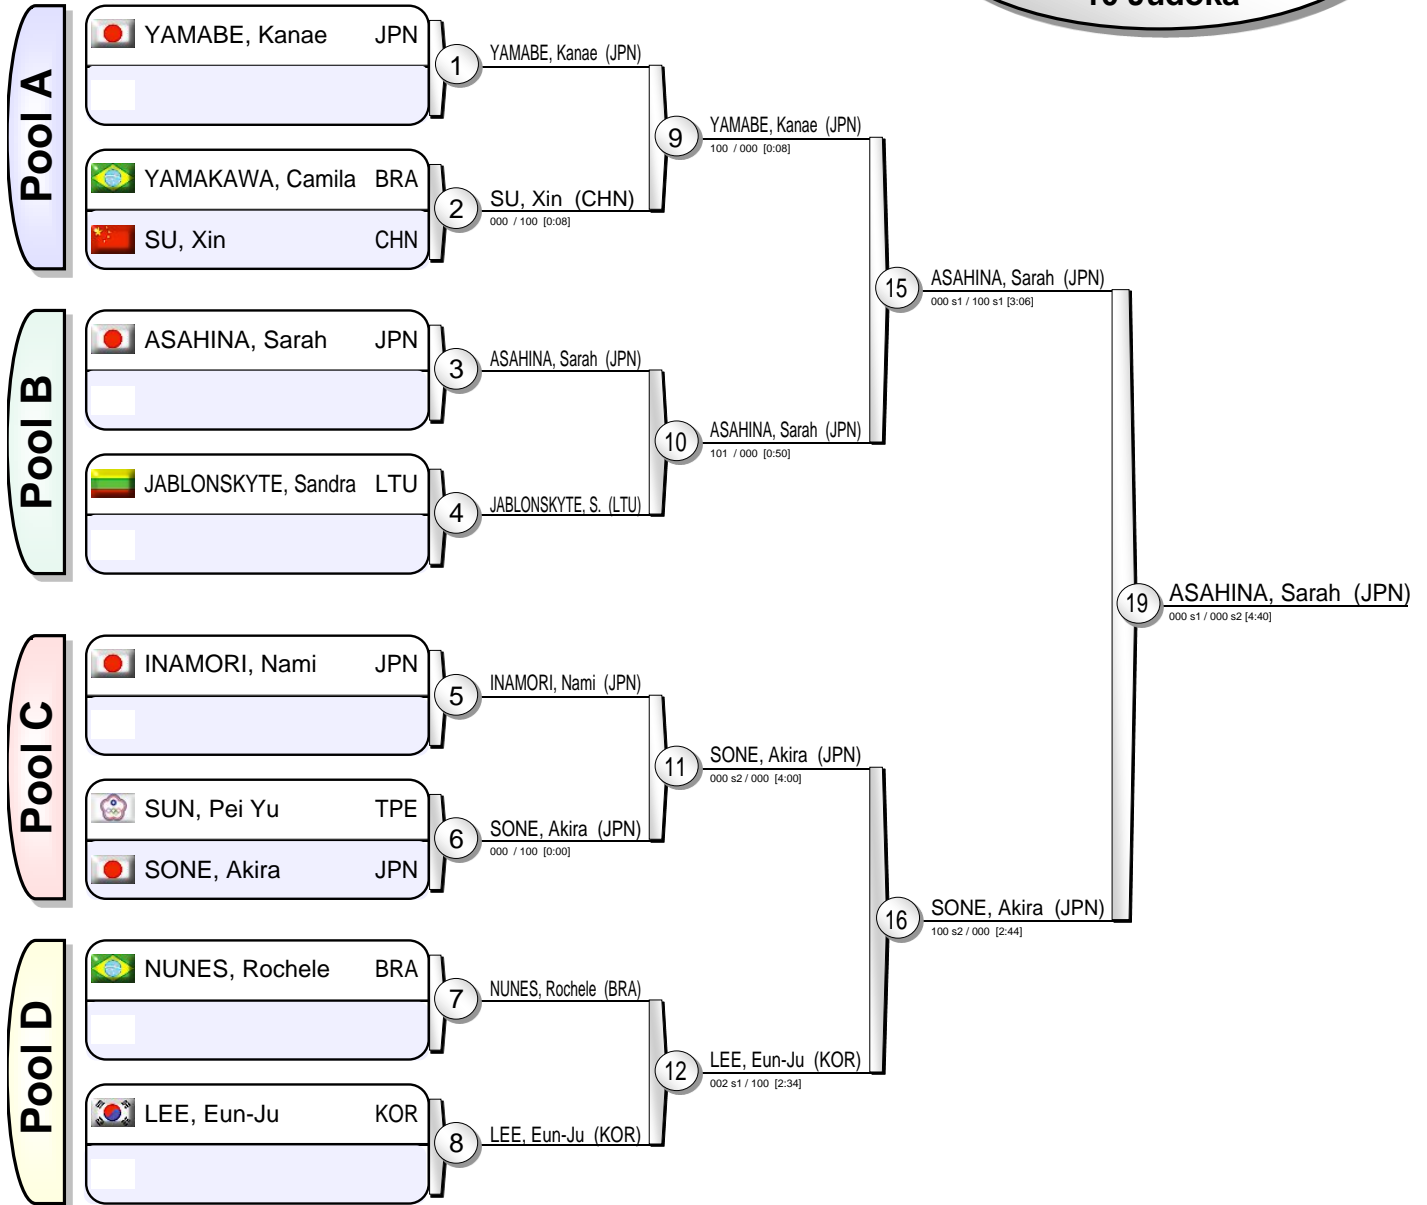 10 Judoka
Pool A
YAMABE, Kanae JPN
YAMAKAWA, Camila BRA
SU, Xin CHN
Pool B
ASAHINA, Sarah JPN
JABLONSKYTE, Sandra LTU
Pool C
INAMORI, Nami JPN
SUN, Pei Yu TPE
SONE, Akira JPN
Pool D
NUNES, Rochele BRA
LEE, Eun-Ju KOR
1
YAMABE, Kanae (JPN)
2
SU, Xin (CHN)
000 / 100 [0:08]
3
ASAHINA, Sarah (JPN)
4
JABLONSKYTE, S. (LTU)
5
INAMORI, Nami (JPN)
6
SONE, Akira (JPN)
000 / 100 [0:00]
7
NUNES, Rochele (BRA)
8
LEE, Eun-Ju (KOR)
9
YAMABE, Kanae (JPN)
100 / 000 [0:08]
10
ASAHINA, Sarah (JPN)
101 / 000 [0:50]
11
SONE, Akira (JPN)
000 s2 / 000 [4:00]
12
LEE, Eun-Ju (KOR)
002 s1 / 100 [2:34]
15
ASAHINA, Sarah (JPN)
000 s1 / 100 s1 [3:06]
16
SONE, Akira (JPN)
100 s2 / 000 [2:44]
19
ASAHINA, Sarah (JPN)
000 s1 / 000 s2 [4:40]